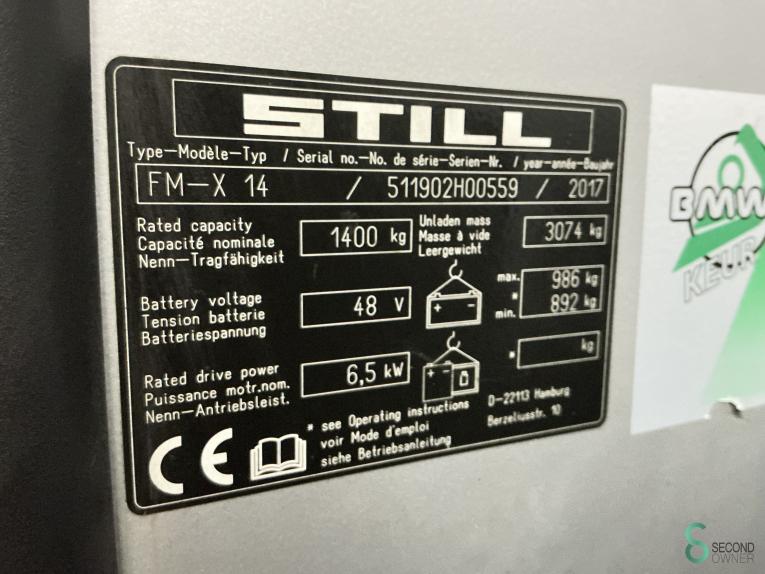 STILL
Type-Modèle-Typ / Serial no.-No. de série-Serien-Nr. / year-année-Baujahr
FM-X 14 / 511902H00559 / 2017
Rated capacity
Capacité nominale
Nenn-Tragfähigkeit
1400 kg
Unladen mass
Masse à vide
Leergewicht
3074 kg
Battery voltage
Tension batterie
Batteriespannung
48 V
+ -
max. 986 kg
*
min. 892 kg
Rated drive power
Puissance motr.nom.
Nenn-Antriebsleist.
6,5 kW
+ -
* kg
* see Operating instructions
voir Mode d'emploi
siehe Betriebsanleitung
D-22113 Hamburg
Berzeliusstr. 10
CE
BMWT
KEUR
SECOND
OWNER